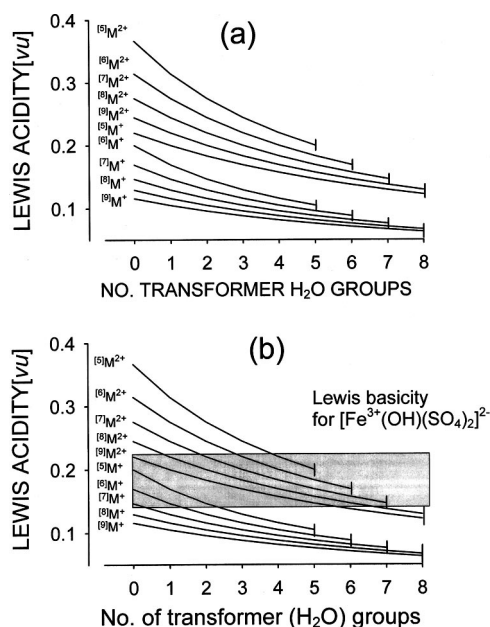 (a)
LEWIS ACIDITY[vu]
0.4
0.3
0.2
0.1
[5]M2+
[6]M2+
[7]M2+
[8]M2+
[9]M2+
[5]M+
[6]M+
[7]M+
[8]M+
[9]M+
0 1 2 3 4 5 6 7 8
NO. TRANSFORMER H2O GROUPS
(b)
LEWIS ACIDITY[vu]
0.4
0.3
0.2
0.1
[5]M2+
[6]M2+
[7]M2+
[8]M2+
[9]M2+
[5]M+
[6]M+
[7]M+
[8]M+
[9]M+
Lewis basicity
for [Fe3+(OH)(SO4)2]2-
0 1 2 3 4 5 6 7 8
No. of transformer (H2O) groups